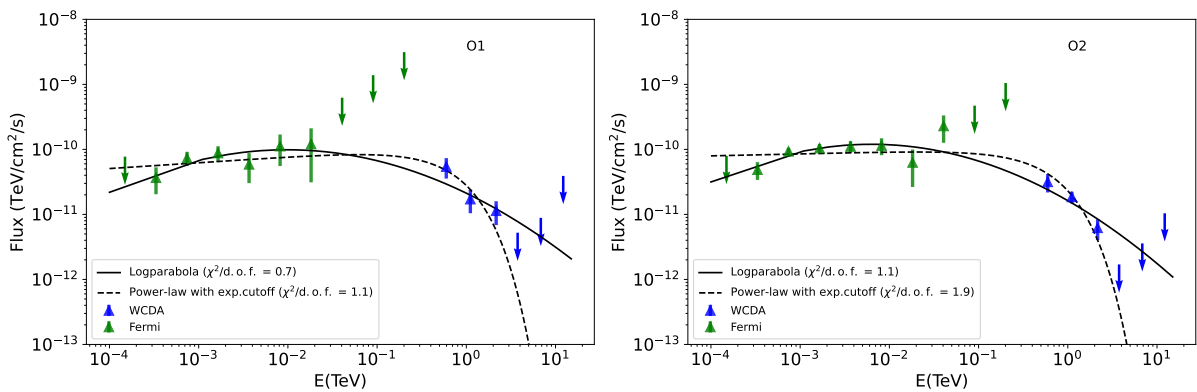 O1
Flux (TeV/cm²/s)
10⁻⁸
10⁻⁹
10⁻¹⁰
10⁻¹¹
10⁻¹²
10⁻¹³
Logparabola (χ²/d.o.f. = 0.7)
Power-law with exp.cutoff (χ²/d.o.f. = 1.1)
WCDA
Fermi
10⁻⁴ 10⁻³ 10⁻² 10⁻¹ 10⁰ 10¹
E(TeV)
O2
Flux (TeV/cm²/s)
10⁻⁸
10⁻⁹
10⁻¹⁰
10⁻¹¹
10⁻¹²
10⁻¹³
Logparabola (χ²/d.o.f. = 1.1)
Power-law with exp.cutoff (χ²/d.o.f. = 1.9)
WCDA
Fermi
10⁻⁴ 10⁻³ 10⁻² 10⁻¹ 10⁰ 10¹
E(TeV)